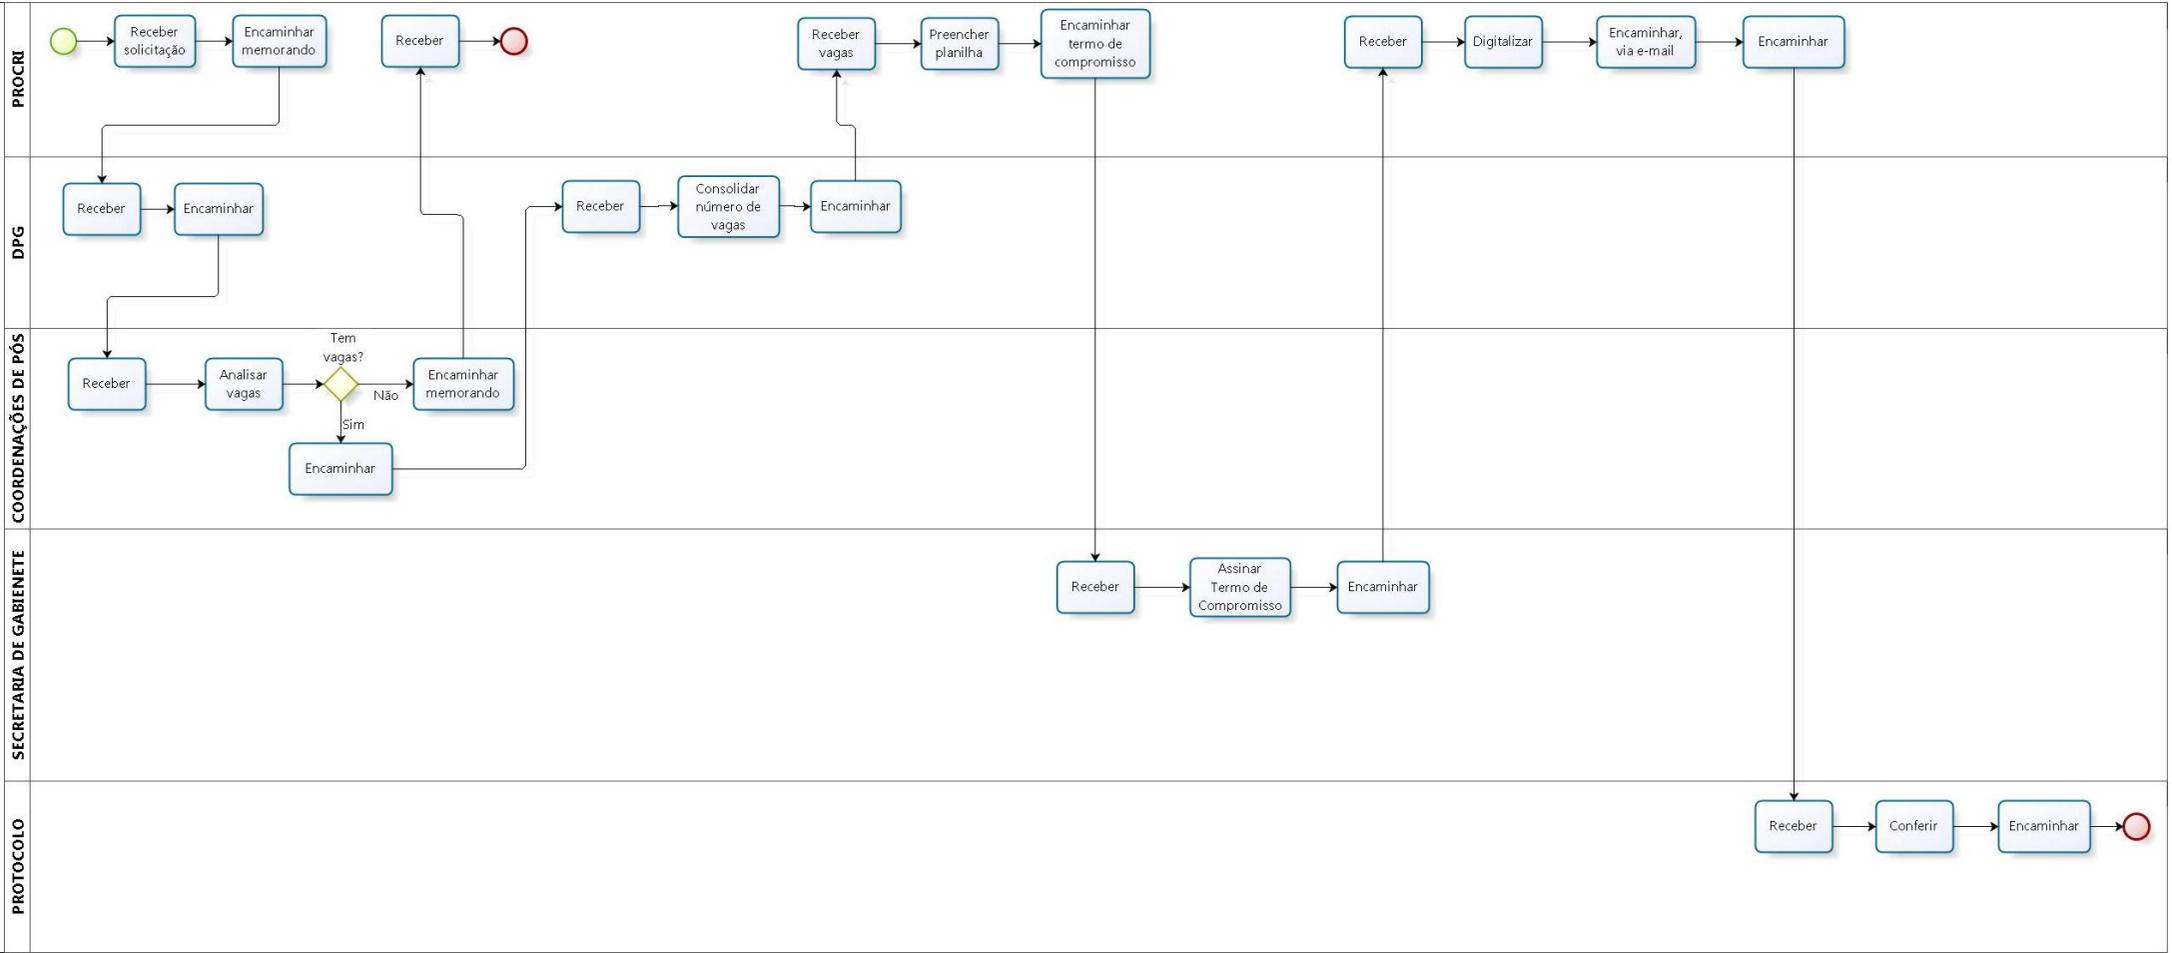 PROCRI
Receber
solicitação
Encaminhar
memorando
Receber
Receber
vagas
Preencher
planilha
Encaminhar
termo de
compromisso
Receber
Digitalizar
Encaminhar,
via e-mail
Encaminhar
DPG
Receber
Encaminhar
Receber
Consolidar
número de
vagas
Encaminhar
COORDENAÇÕES DE PÓS
Receber
Analisar
vagas
Tem
vagas?
Não
Sim
Encaminhar
memorando
Encaminhar
SECRETARIA DE GABIENETE
Receber
Assinar
Termo de
Compromisso
Encaminhar
PROTOCOLO
Receber
Conferir
Encaminhar